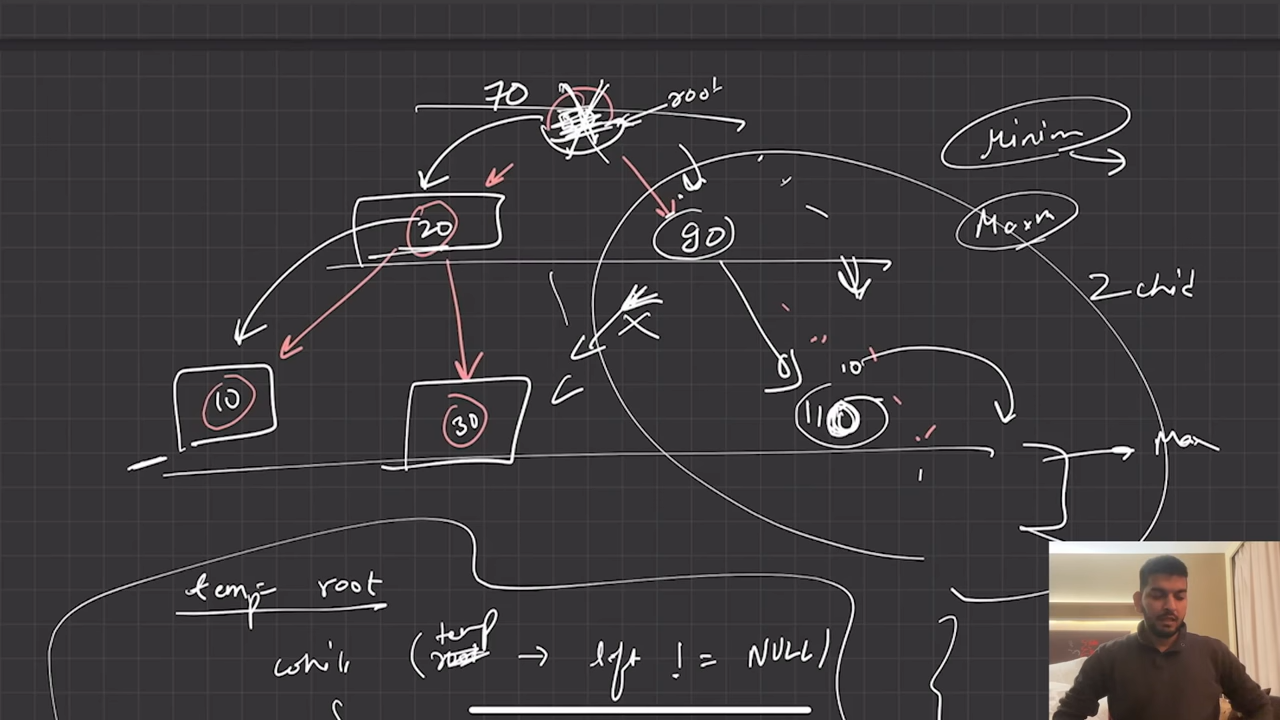 70
root
Minim
Maxm
20
90
2 child
10
30
X
10
110
Max
temp = root
while (temp → left != NULL)
{